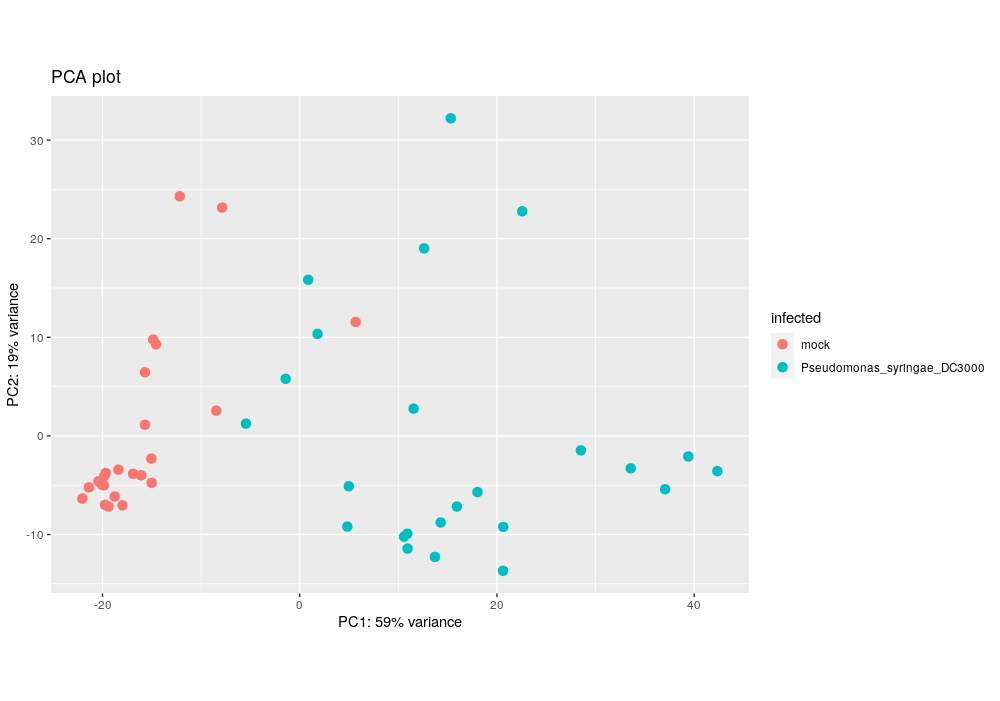 PCA plot
30
20
10
0
-10
PC2: 19% variance
-20
0
20
40
PC1: 59% variance
infected
mock
Pseudomonas_syringae_DC3000